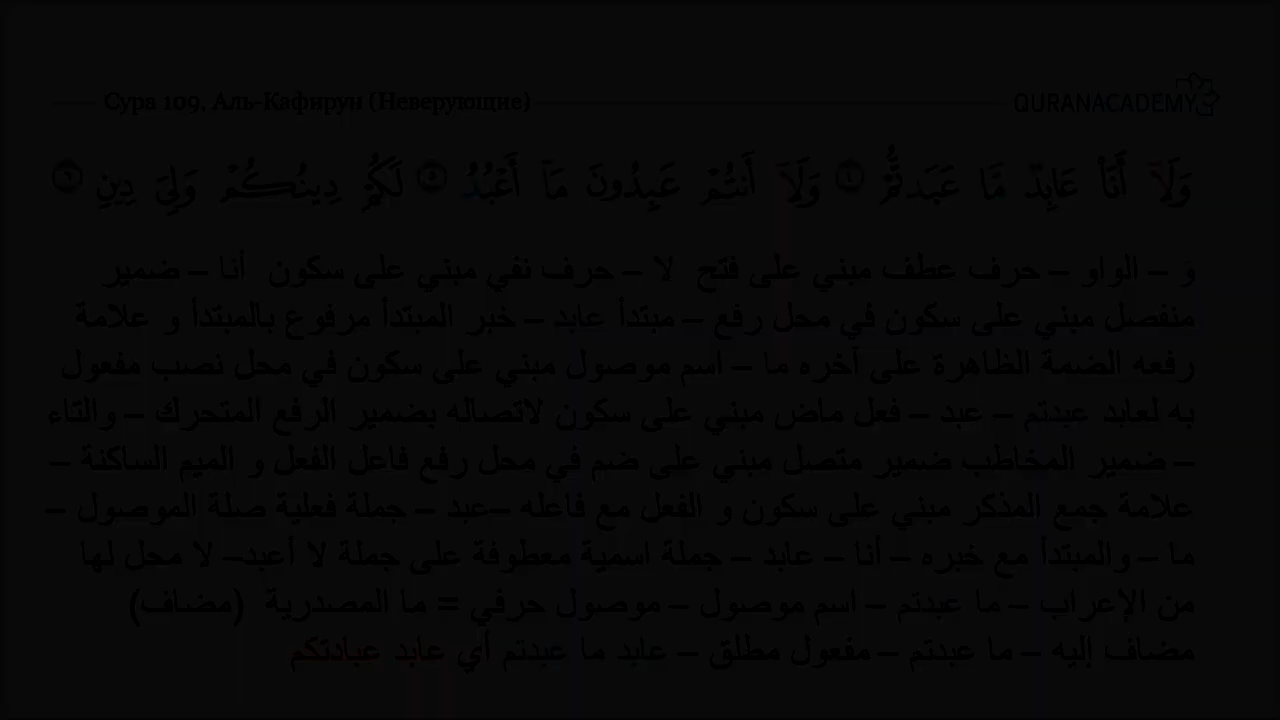 Сура 109, Аль-Кафирун (Неверующие)
QURANACADEMY
وَلَآ أَنَا۠ عَابِدٌ مَّا عَبَدتُّمْ ٤ وَلَآ أَنتُمْ عَـٰبِدُونَ مَآ أَعْبُدُ ٥ لَكُمْ دِينُكُمْ وَلِيَ دِينِ ٦
و – الواو – حرف عطف مبني على فتح لا – حرف نفي مبني على سكون أنا – ضمير
منفصل مبني على سكون في محل رفع – مبتدأ عابد – خبر المبتدأ مرفوع بالمبتدأ و علامة
رفعه الضمة الظاهرة على آخره ما – اسم موصول مبني على سكون في محل نصب مفعول
به لعابد عبدتم – عبد – فعل ماض مبني على سكون لاتصاله بضمير الرفع المتحرك – والتاء
– ضمير المخاطب ضمير متصل مبني على ضم في محل رفع فاعل الفعل و الميم الساكنة –
علامة جمع المذكر مبني على سكون و الفعل مع فاعله –عبد – جملة فعلية صلة الموصول –
ما – والمبتدأ مع خبره – أنا – عابد – جملة اسمية معطوفة على جملة لا أعبد– لا محل لها
من الإعراب – ما عبدتم – اسم موصول – موصول حرفي = ما المصدرية (مضاف)
مضاف إليه – ما عبدتم – مفعول مطلق – عابد ما عبدتم أي عابد عبادتكم